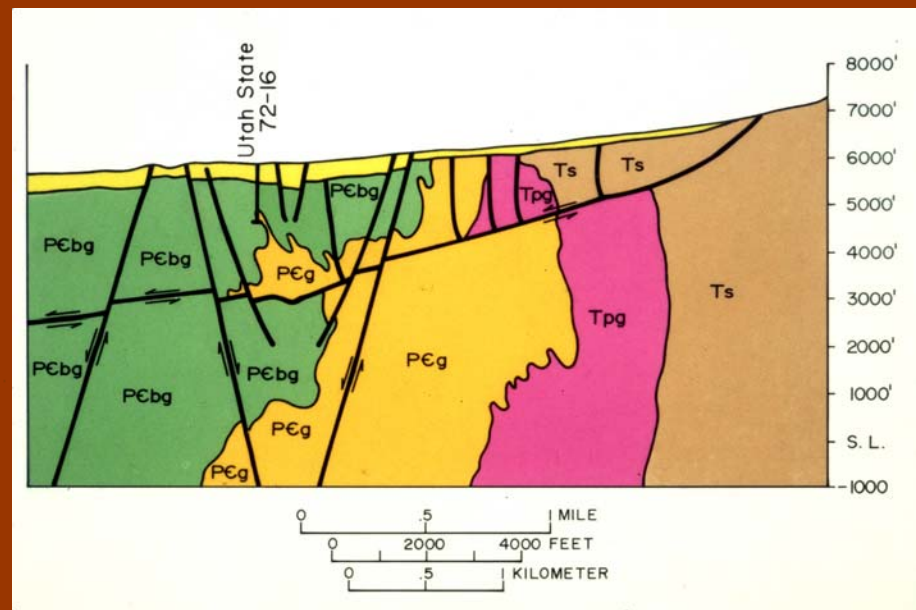 Utah State
72-16
8000'
7000'
6000'
5000'
4000'
3000'
2000'
1000'
S. L.
-1000
Ts
Ts
Tpg
PЄbg
PЄbg
PЄbg
PЄg
Ts
Tpg
PЄg
PЄbg
PЄbg
PЄbg
PЄg
PЄg
0 .5 1 MILE
0 2000 4000 FEET
0 .5 1 KILOMETER